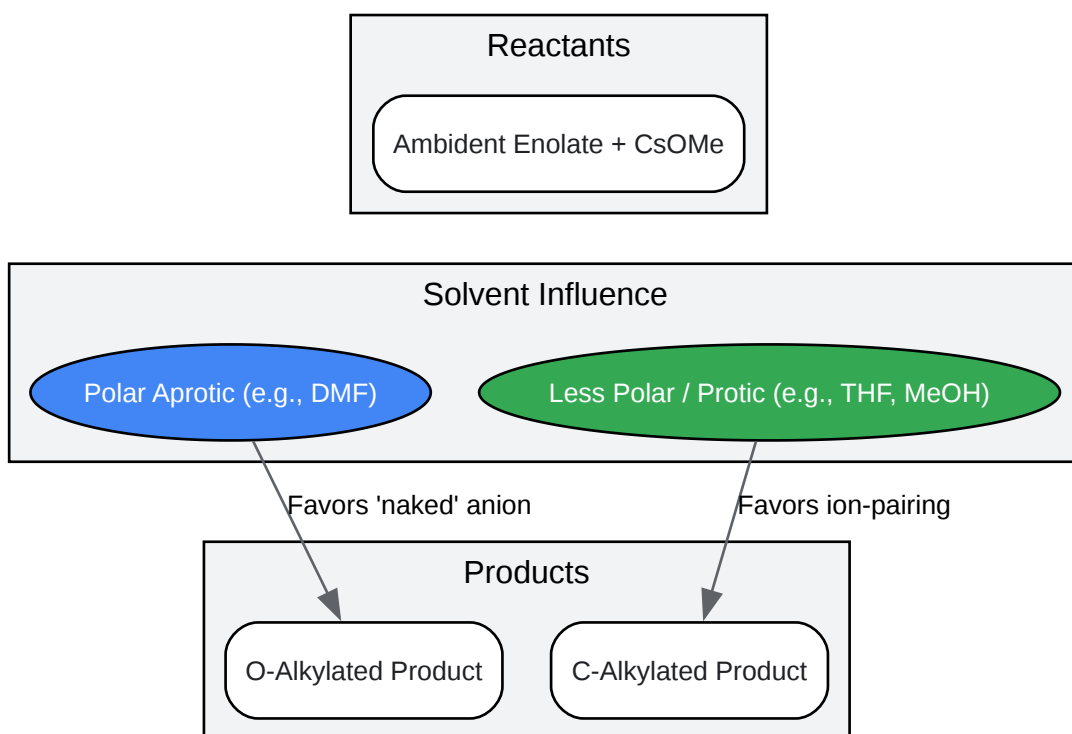 Reactants
Ambident Enolate + CsOMe
Solvent Influence
Polar Aprotic (e.g., DMF)
Less Polar / Protic (e.g., THF, MeOH)
Favors 'naked' anion
Favors ion-pairing
Products
O-Alkylated Product
C-Alkylated Product